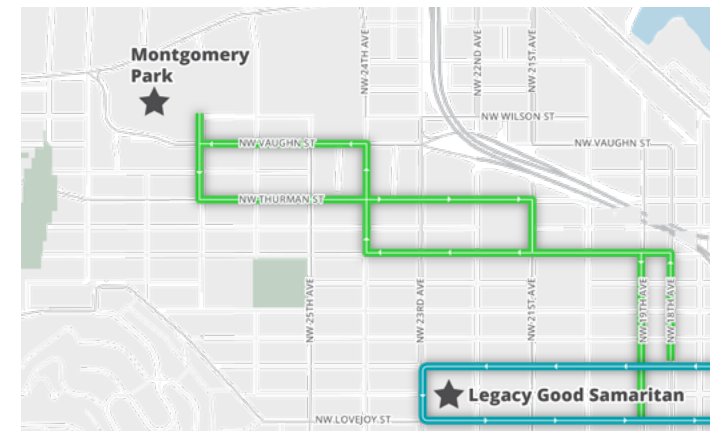 Montgomery
Park
NW 24TH AVE
NW 22ND AVE
NW 21ST AVE
NW WILSON ST
NW VAUGHN ST
NW VAUGHN ST
NW THURMAN ST
NW 25TH AVE
NW 23RD AVE
NW 21ST AVE
NW 19TH AVE
NW 18TH AVE
Legacy Good Samaritan
NW LOVEJOY ST